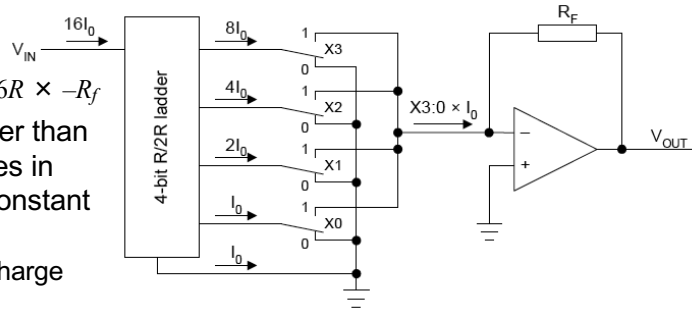 16I0
VIN
6R × –Rf
er than
es in
onstant
harge
4-bit R/2R ladder
8I0
4I0
2I0
I0
I0
1
X3
0
1
X2
0
1
X1
0
1
X0
0
X3:0 × I0
RF
–
+
VOUT